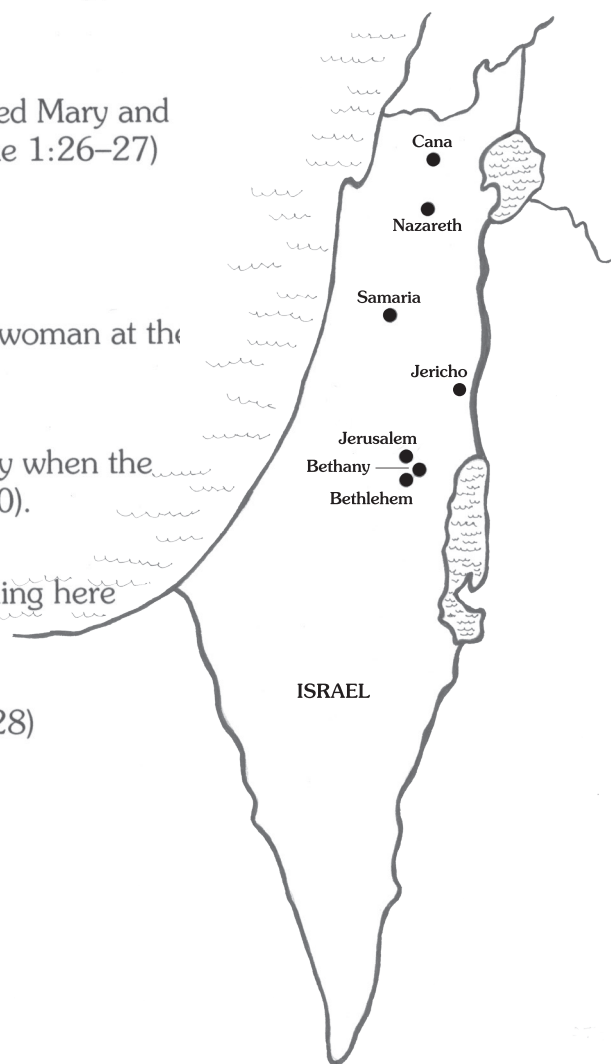 ed Mary and
e 1:26–27)
woman at the
y when the
0).
ing here
28)
Cana
Nazareth
Samaria
Jericho
Jerusalem
Bethany
Bethlehem
ISRAEL